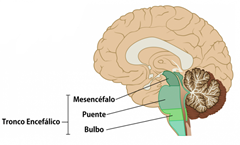 Mesencéfalo
Puente
Tronco Encefálico
Bulbo